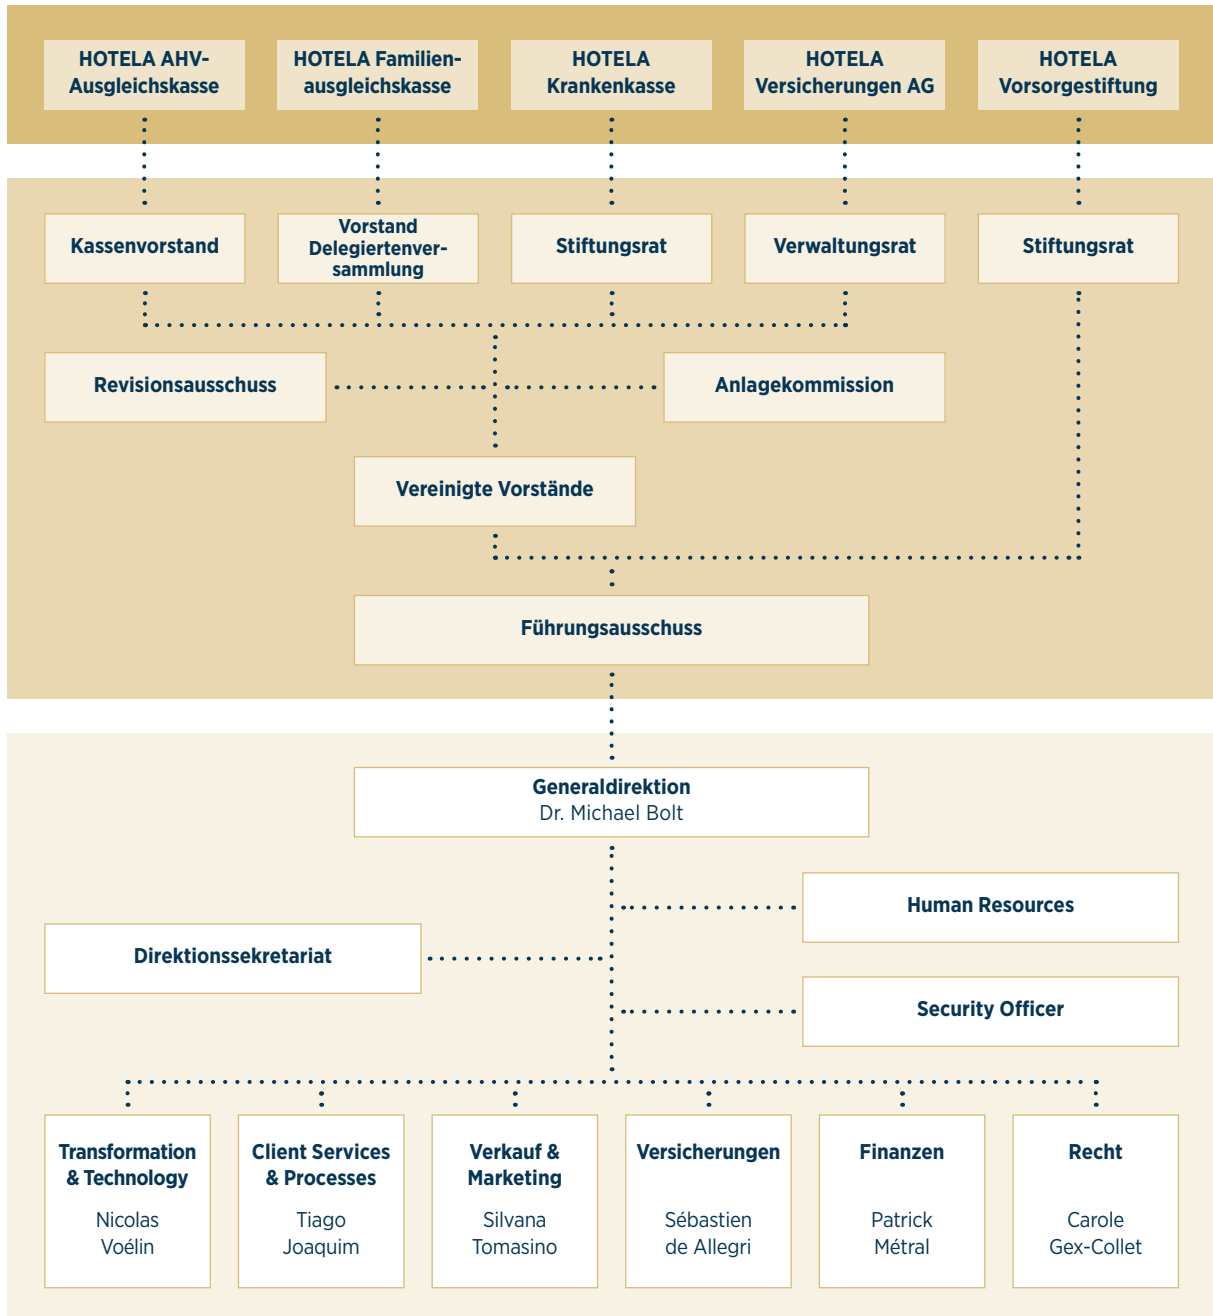 HOTELA AHV-
Ausgleichskasse
HOTELA Familien-
ausgleichskasse
HOTELA
Krankenkasse
HOTELA
Versicherungen AG
HOTELA
Vorsorgestiftung
Kassenvorstand
Vorstand
Delegiertenver-
sammlung
Stiftungsrat
Verwaltungsrat
Stiftungsrat
Revisionsausschuss
Anlagekommission
Vereinigte Vorstände
Führungsausschuss
Generaldirektion
Dr. Michael Bolt
Human Resources
Direktionssekretariat
Security Officer
Transformation
& Technology
Nicolas
Voélin
Client Services
& Processes
Tiago
Joaquim
Verkauf &
Marketing
Silvana
Tomasino
Versicherungen
Sébastien
de Allegri
Finanzen
Patrick
Métral
Recht
Carole
Gex-Collet